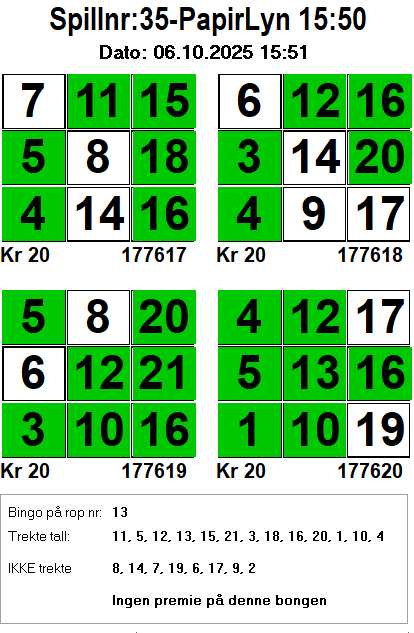 Spillnr:35-PapirLyn 15:50
Dato: 06.10.2025 15:51
7 11 15
5 8 18
4 14 16
Kr 20 177617
6 12 16
3 14 20
4 9 17
Kr 20 177618
5 8 20
6 12 21
3 10 16
Kr 20 177619
4 12 17
5 13 16
1 10 19
Kr 20 177620
Bingo på rop nr: 13
Trekte tall: 11, 5, 12, 13, 15, 21, 3, 18, 16, 20, 1, 10, 4
IKKE trekte 8, 14, 7, 19, 6, 17, 9, 2
Ingen premie på denne bongen